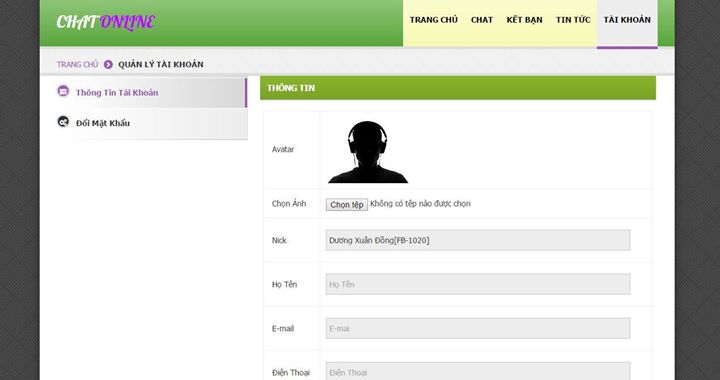 CHAT ONLINE
TRANG CHỦ CHAT KẾT BẠN TIN TỨC TÀI KHOẢN
TRANG CHỦ QUẢN LÝ TÀI KHOẢN
Thông Tin Tài Khoản
Đổi Mật Khẩu
THÔNG TIN
Avatar
Chọn Ảnh Chọn tệp Không có tệp nào được chọn
Nick Dương Xuân Đồng[FB-1020]
Họ Tên Họ Tên
E-mail E-mai
Điện Thoại Điện Thoại